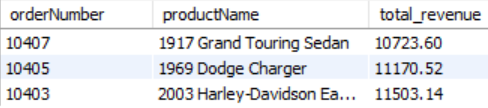 orderNumber productName total_revenue
10407 1917 Grand Touring Sedan 10723.60
10405 1969 Dodge Charger 11170.52
10403 2003 Harley-Davidson Ea... 11503.14